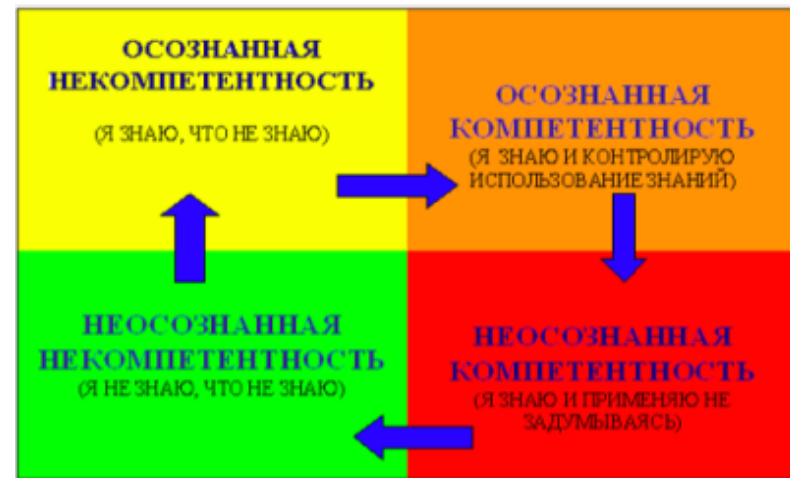 ОСОЗНАННАЯ
НЕКОМПЕТЕНТНОСТЬ
(Я ЗНАЮ, ЧТО НЕ ЗНАЮ)
ОСОЗНАННАЯ
КОМПЕТЕНТНОСТЬ
(Я ЗНАЮ И КОНТРОЛИРУЮ
ИСПОЛЬЗОВАНИЕ ЗНАНИЙ)
НЕОСОЗНАННАЯ
НЕКОМПЕТЕНТНОСТЬ
(Я НЕ ЗНАЮ, ЧТО НЕ ЗНАЮ)
НЕОСОЗНАННАЯ
КОМПЕТЕНТНОСТЬ
(Я ЗНАЮ И ПРИМЕНЯЮ НЕ
ЗАДУМЫВАЯСЬ)